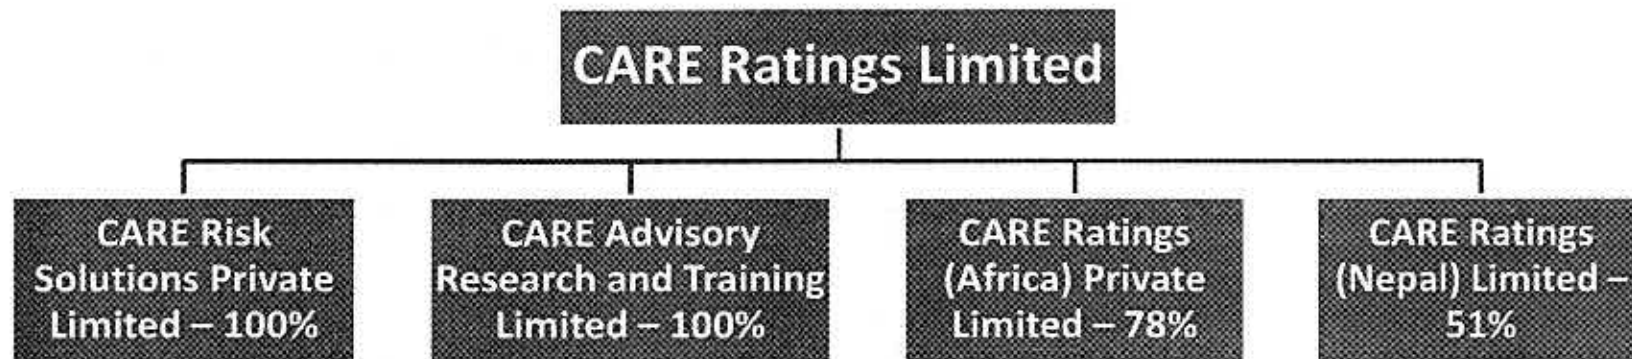 CARE Ratings Limited
CARE Risk
Solutions Private
Limited – 100%
CARE Advisory
Research and Training
Limited – 100%
CARE Ratings
(Africa) Private
Limited – 78%
CARE Ratings
(Nepal) Limited –
51%